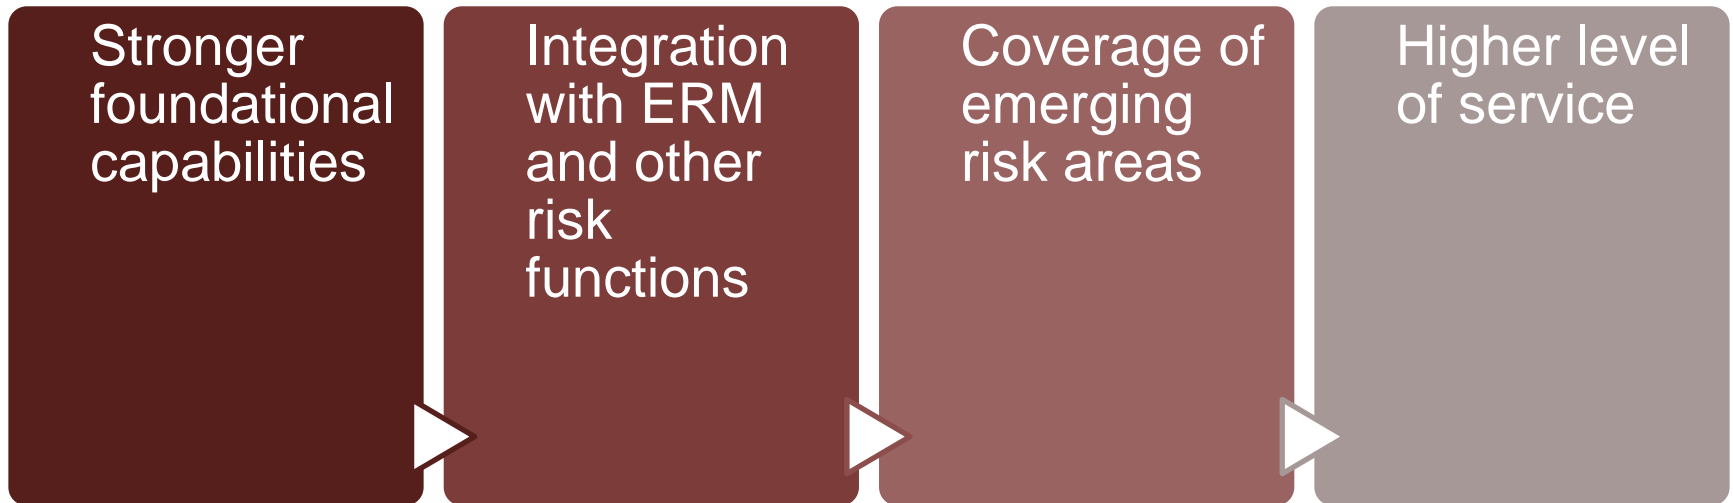 Stronger
foundational
capabilities
Integration
with ERM
and other
risk
functions
Coverage of
emerging
risk areas
Higher level
of service